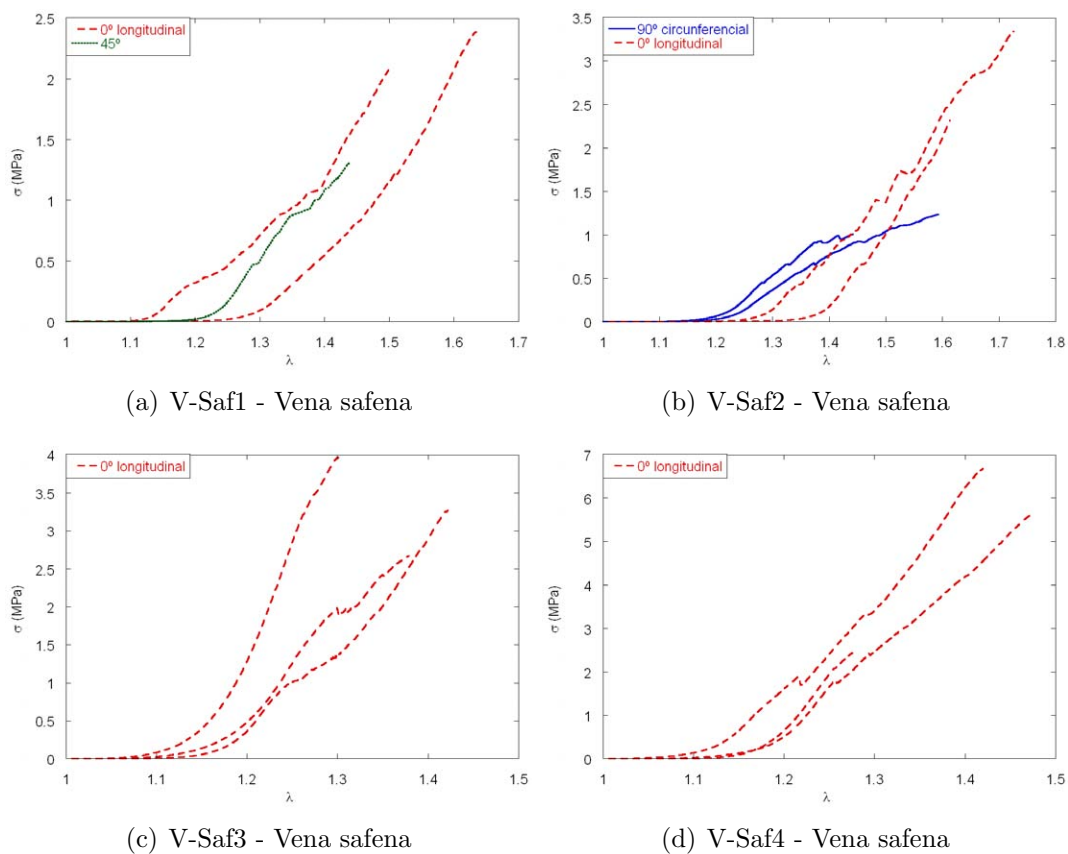 0º longitudinal
45º
2.5
2
1.5
1
0.5
0
σ (MPa)
1 1.1 1.2 1.3 1.4 1.5 1.6 1.7
λ
(a) V-Saf1 - Vena safena
90º circunferencial
0º longitudinal
3.5
3
2.5
2
1.5
1
0.5
0
σ (MPa)
1 1.1 1.2 1.3 1.4 1.5 1.6 1.7 1.8
λ
(b) V-Saf2 - Vena safena
0º longitudinal
4
3.5
3
2.5
2
1.5
1
0.5
0
σ (MPa)
1 1.1 1.2 1.3 1.4 1.5
λ
(c) V-Saf3 - Vena safena
0º longitudinal
7
6
5
4
3
2
1
0
σ (MPa)
1 1.1 1.2 1.3 1.4 1.5
λ
(d) V-Saf4 - Vena safena